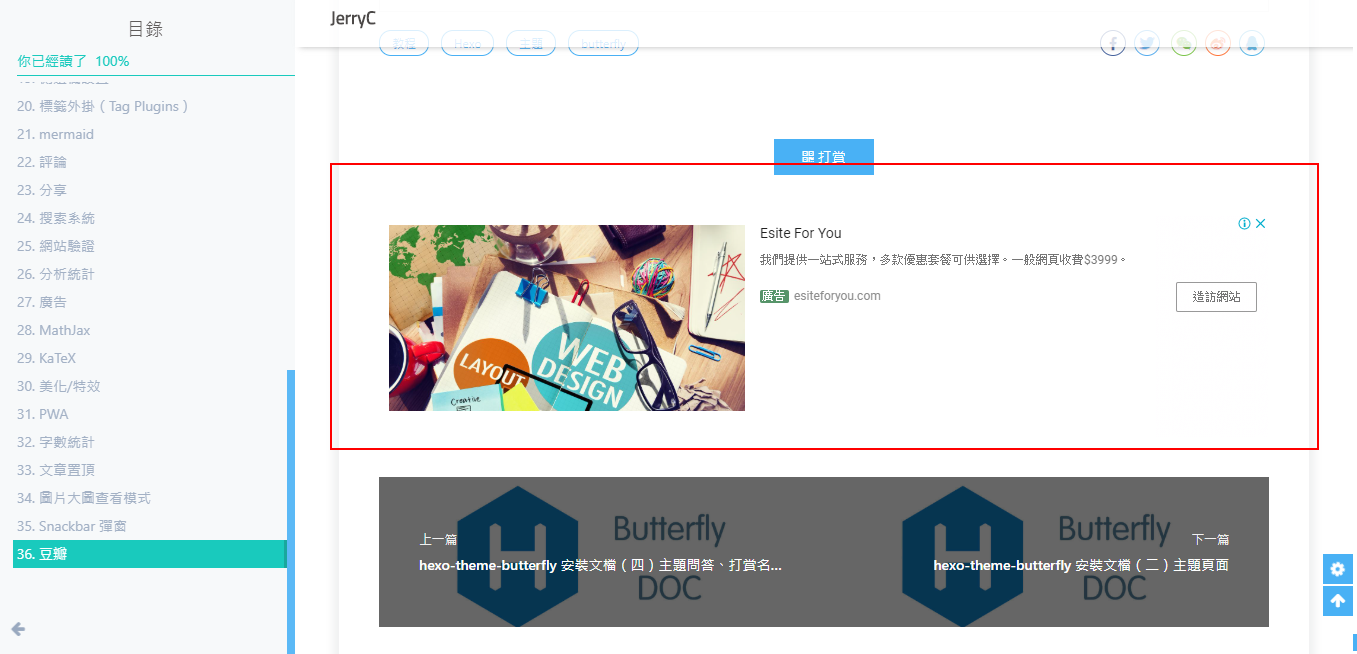 目錄
你已經讀了 100%
20. 標籤外掛（Tag Plugins）
21. mermaid
22. 評論
23. 分享
24. 搜索系統
25. 網站驗證
26. 分析統計
27. 廣告
28. MathJax
29. KaTeX
30. 美化/特效
31. PWA
32. 字數統計
33. 文章置頂
34. 圖片大圖查看模式
35. Snackbar 彈窗
36. 豆瓣
JerryC
教程
Hexo
主題
butterfly
打賞
Esite For You
我們提供一站式服務，多款優惠套餐可供選擇。一般網頁收費$3999。
廣告 esiteforyou.com
造訪網站
LAYOUT
WEB
DESIGN
Creative
Butterfly
DOC
上一篇
hexo-theme-butterfly 安裝文檔（四）主題問答、打賞名...
Butterfly
DOC
下一篇
hexo-theme-butterfly 安裝文檔（二）主題頁面